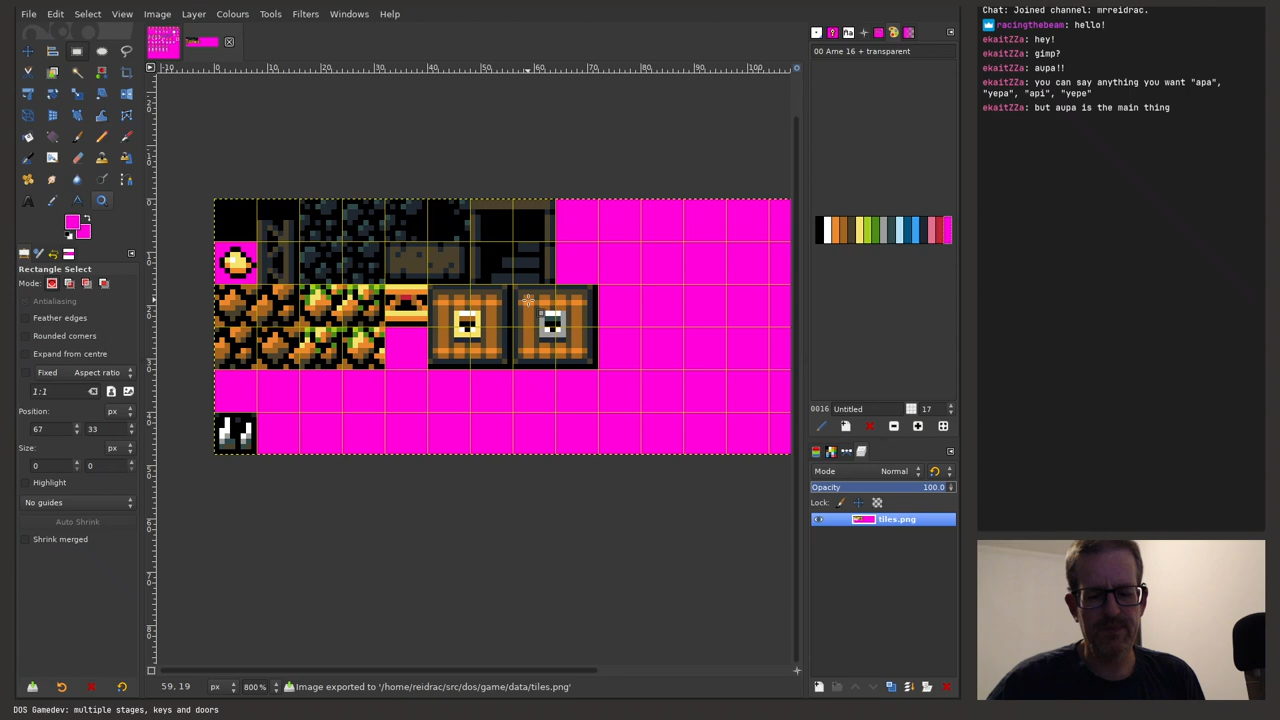 File Edit Select View Image Layer Colours Tools Filters Windows Help
Chat: Joined channel: mrreidrac.
racingthebeam: hello!
ekaitZZa: hey!
ekaitZZa: gimp?
ekaitZZa: aupa!!
ekaitZZa: you can say anything you want "apa",
"yepa", "api", "yepe"
ekaitZZa: but aupa is the main thing
00 Arne 16 + transparent
Rectangle Select
Mode:
Antialiasing
Feather edges
Rounded corners
Expand from centre
Fixed Aspect ratio
1:1
Position: px
67 33
Size: px
0 0
Highlight
No guides
Auto Shrink
Shrink merged
0016 Untitled 17
Mode Normal
Opacity 100.0
Lock:
tiles.png
59, 19 px 800 % Image exported to '/home/reidrac/src/dos/game/data/tiles.png'
DOS Gamedev: multiple stages, keys and doors